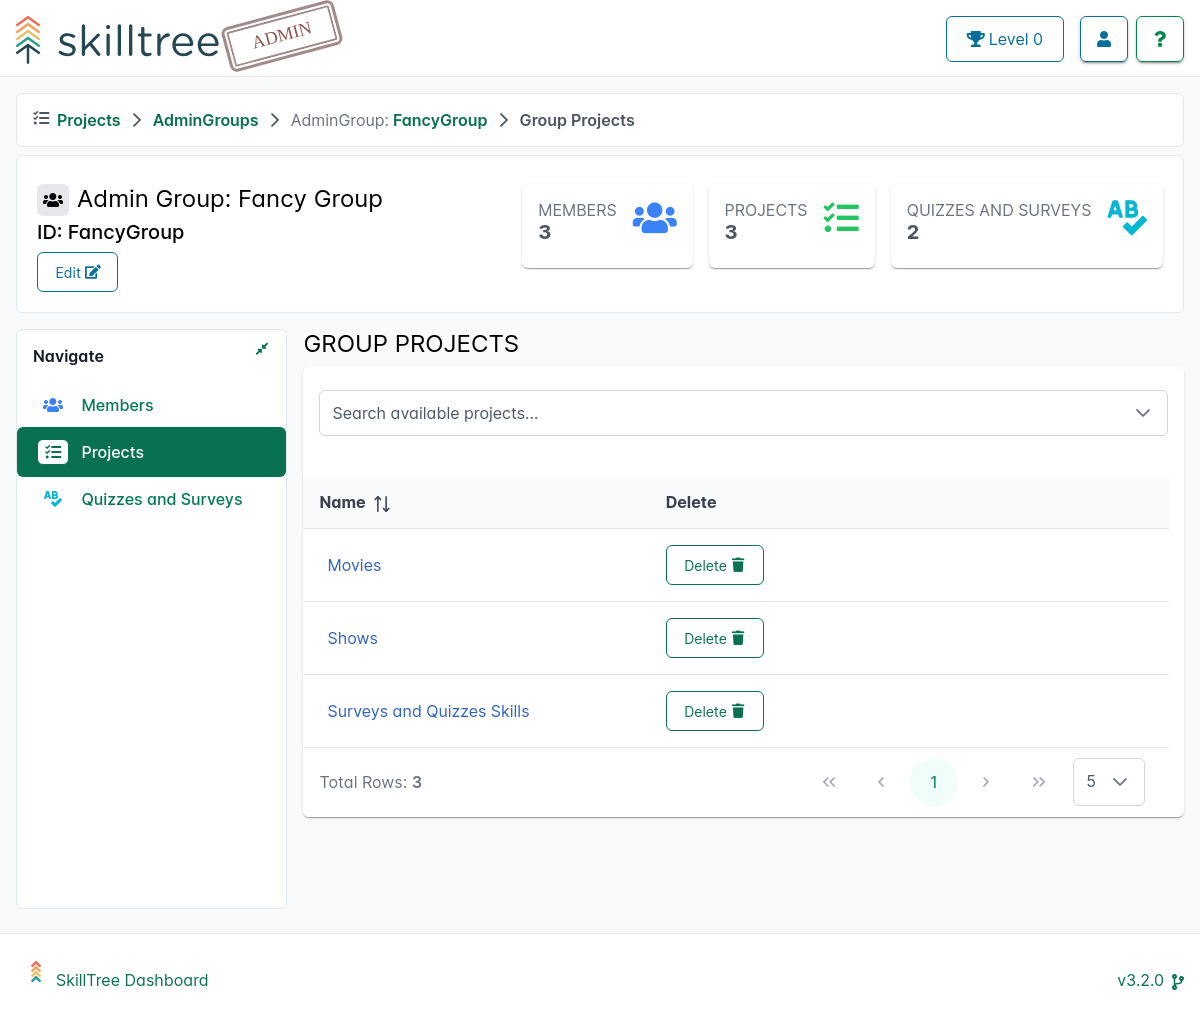 skilltree ADMIN
Level 0
?
Projects > AdminGroups > AdminGroup: FancyGroup > Group Projects
Admin Group: Fancy Group
ID: FancyGroup
Edit
MEMBERS
3
PROJECTS
3
QUIZZES AND SURVEYS
2
AB
Navigate
Members
Projects
AB
Quizzes and Surveys
GROUP PROJECTS
Search available projects...
Name Delete
Movies Delete
Shows Delete
Surveys and Quizzes Skills Delete
Total Rows: 3 « ‹ 1 › » 5
SkillTree Dashboard
v3.2.0